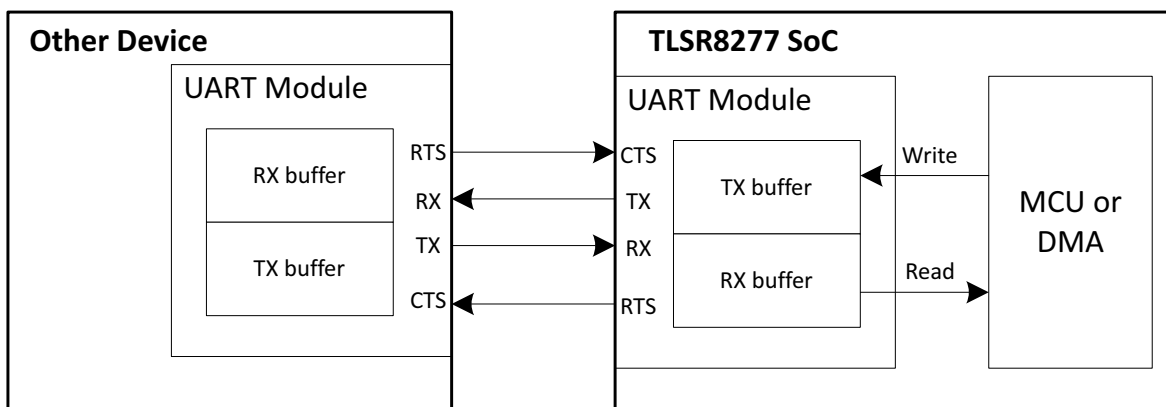 Other Device
UART Module
RX buffer
TX buffer
RTS
RX
TX
CTS
TLSR8277 SoC
UART Module
CTS
TX
RX
RTS
TX buffer
RX buffer
Write
Read
MCU or
DMA